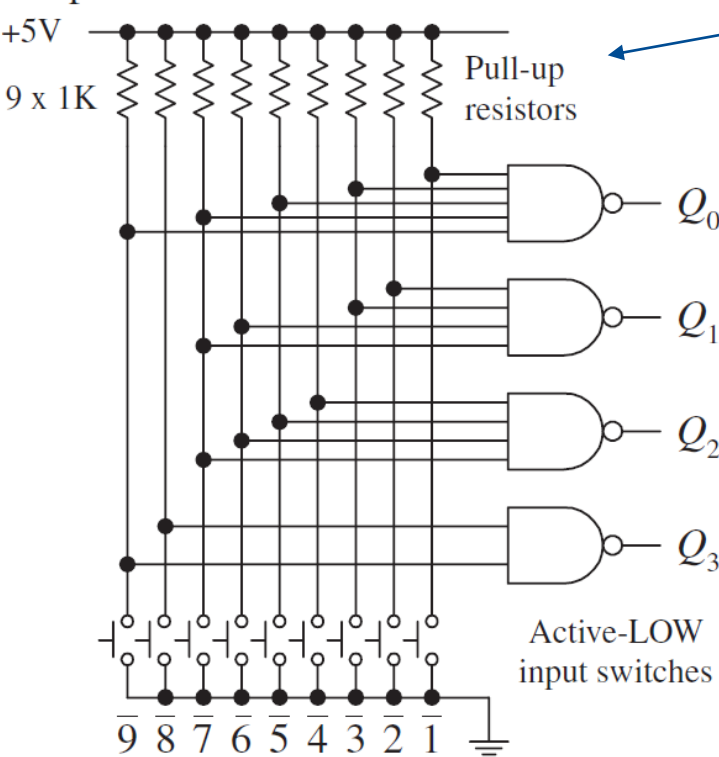 +5V
9 x 1K
Pull-up
resistors
Q₀
Q₁
Q₂
Q₃
Active-LOW
input switches
9̅ 8̅ 7̅ 6̅ 5̅ 4̅ 3̅ 2̅ 1̅